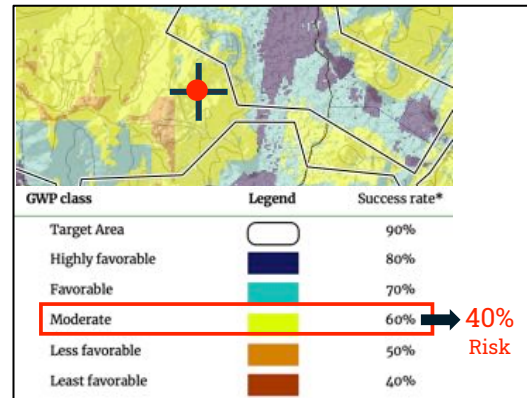 GWP class Legend Success rate*
Target Area 90%
Highly favorable 80%
Favorable 70%
Moderate 60% 40%
Risk
Less favorable 50%
Least favorable 40%